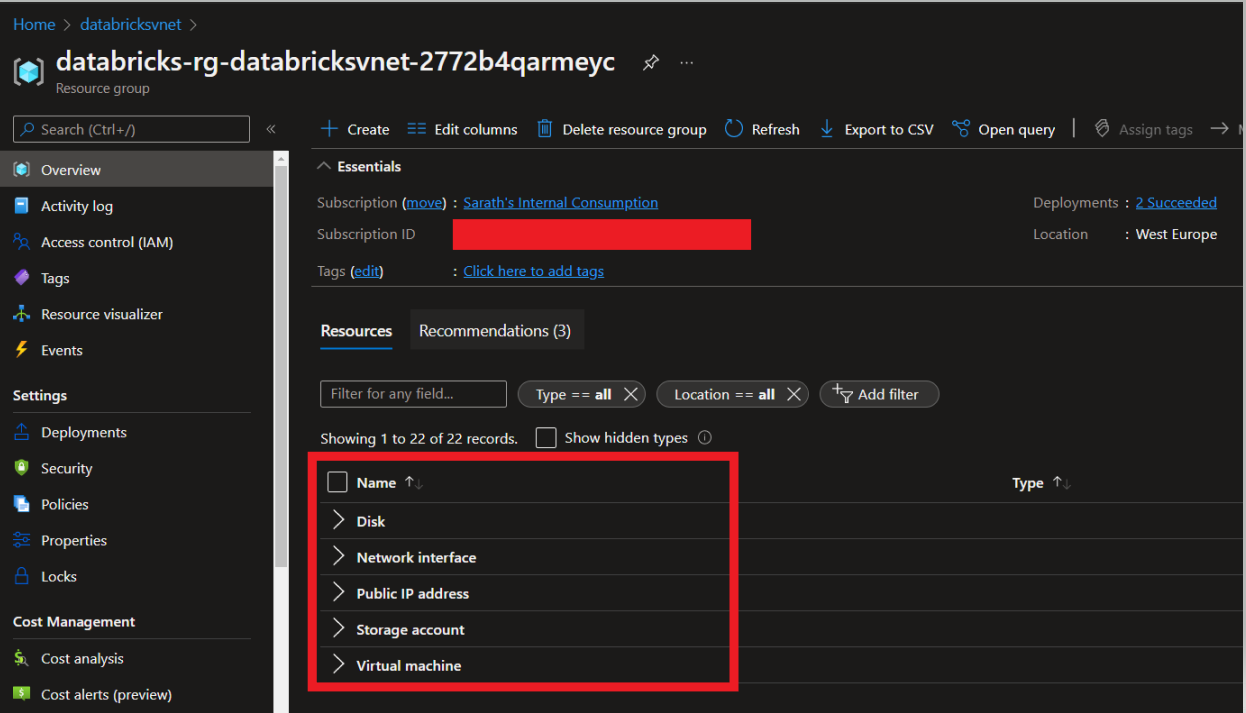 Home > databricksvnet >
databricks-rg-databricksvnet-2772b4qarmeyc
Resource group
Search (Ctrl+/)
«
Create Edit columns Delete resource group Refresh Export to CSV Open query Assign tags
Overview
Activity log
Access control (IAM)
Tags
Resource visualizer
Events
Settings
Deployments
Security
Policies
Properties
Locks
Cost Management
Cost analysis
Cost alerts (preview)
Essentials
Subscription (move) : Sarath's Internal Consumption
Deployments : 2 Succeeded
Subscription ID
Location : West Europe
Tags (edit) : Click here to add tags
Resources Recommendations (3)
Filter for any field... Type == all Location == all Add filter
Showing 1 to 22 of 22 records. Show hidden types
Name ↑↓ Type ↑↓
Disk
Network interface
Public IP address
Storage account
Virtual machine